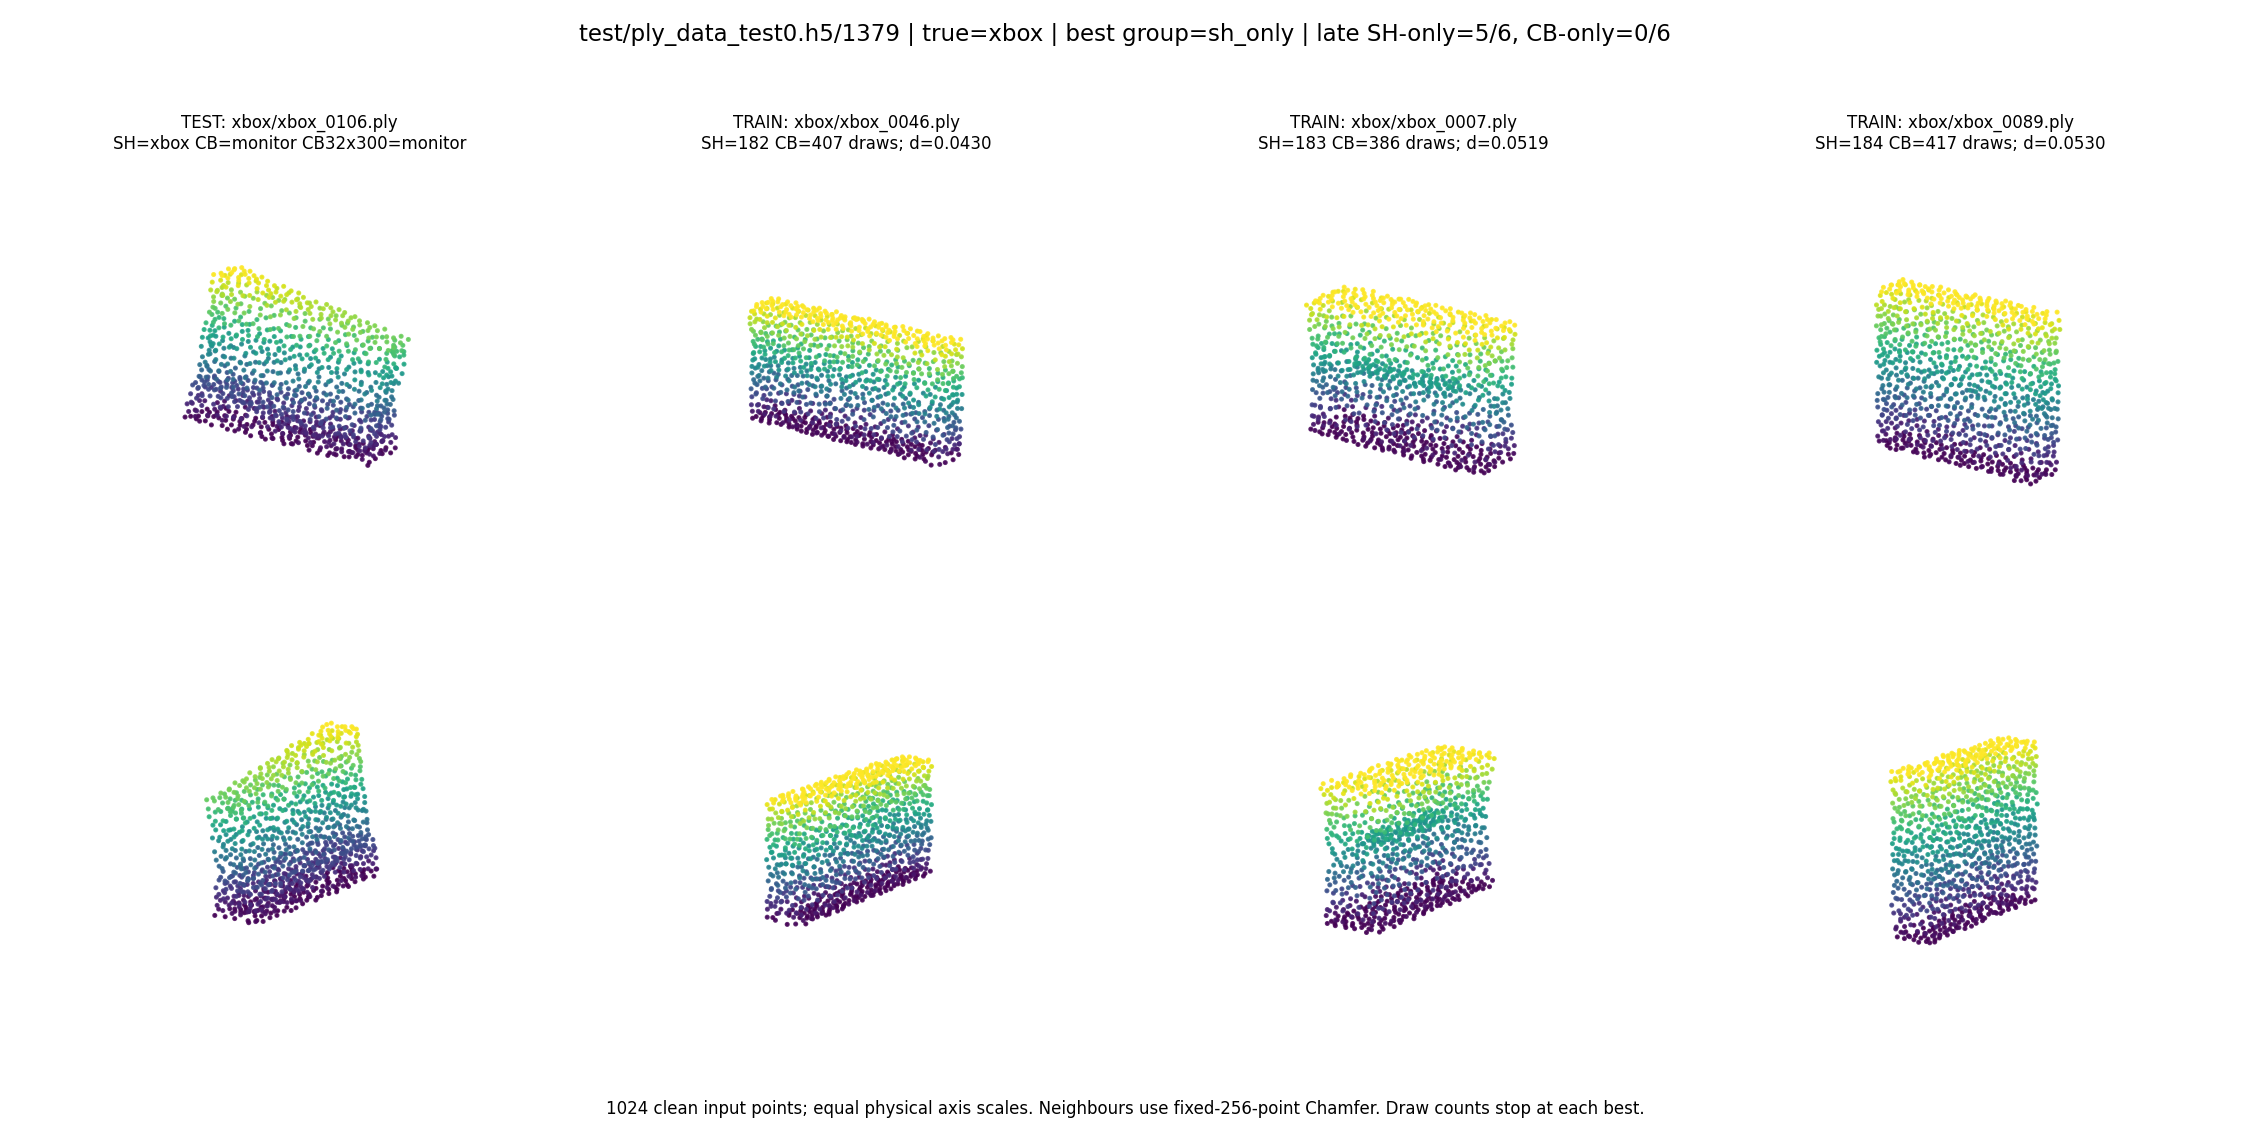 test/ply_data_test0.h5/1379 | true=xbox | best group=sh_only | late SH-only=5/6, CB-only=0/6
TEST: xbox/xbox_0106.ply
SH=xbox CB=monitor CB32x300=monitor
TRAIN: xbox/xbox_0046.ply
SH=182 CB=407 draws; d=0.0430
TRAIN: xbox/xbox_0007.ply
SH=183 CB=386 draws; d=0.0519
TRAIN: xbox/xbox_0089.ply
SH=184 CB=417 draws; d=0.0530
1024 clean input points; equal physical axis scales. Neighbours use fixed-256-point Chamfer. Draw counts stop at each best.